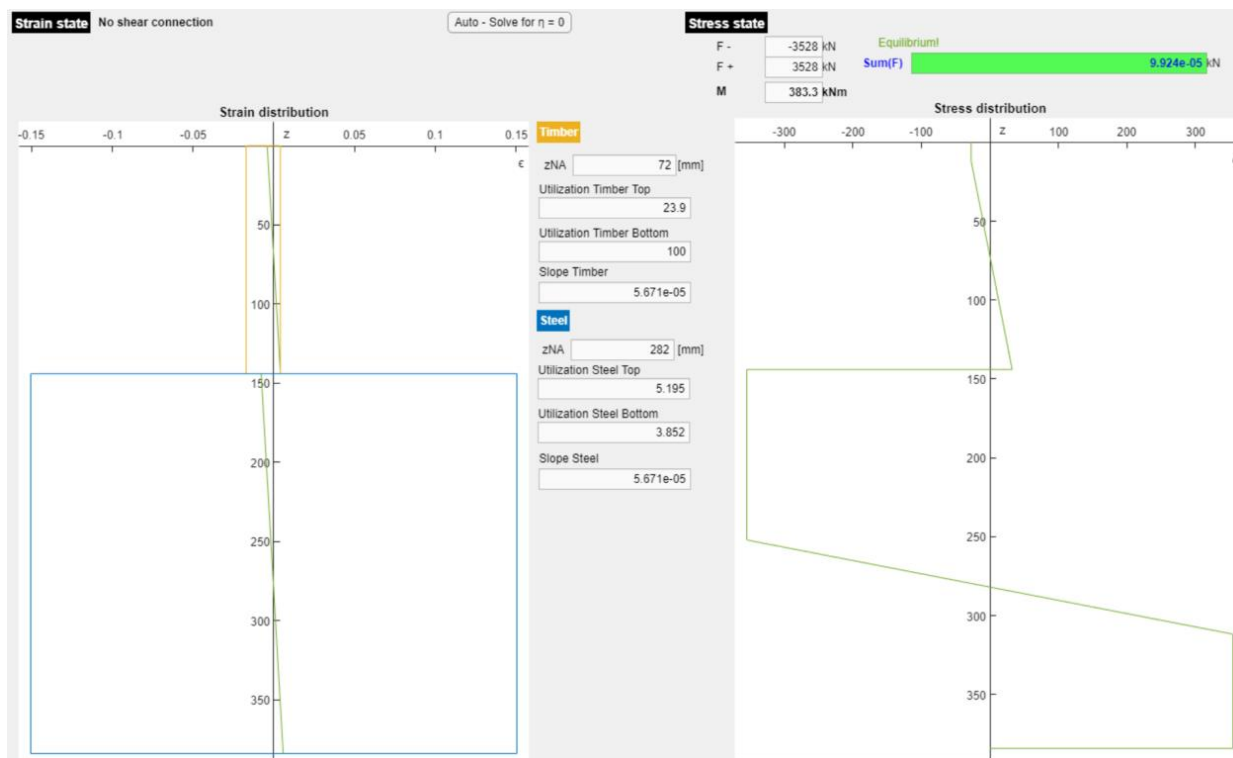 Strain state No shear connection Auto - Solve for η = 0 Stress state
F - -3528 kN Equilibrium!
F + 3528 kN Sum(F) 9.924e-05 kN
M 383.3 kNm
Strain distribution
-0.15 -0.1 -0.05 z 0.05 0.1 0.15
ε
50
100
150
200
250
300
350
Timber
zNA 72 [mm]
Utilization Timber Top
23.9
Utilization Timber Bottom
100
Slope Timber
5.671e-05
Steel
zNA 282 [mm]
Utilization Steel Top
5.195
Utilization Steel Bottom
3.852
Slope Steel
5.671e-05
Stress distribution
-300 -200 -100 z 100 200 300
50
100
150
200
250
300
350